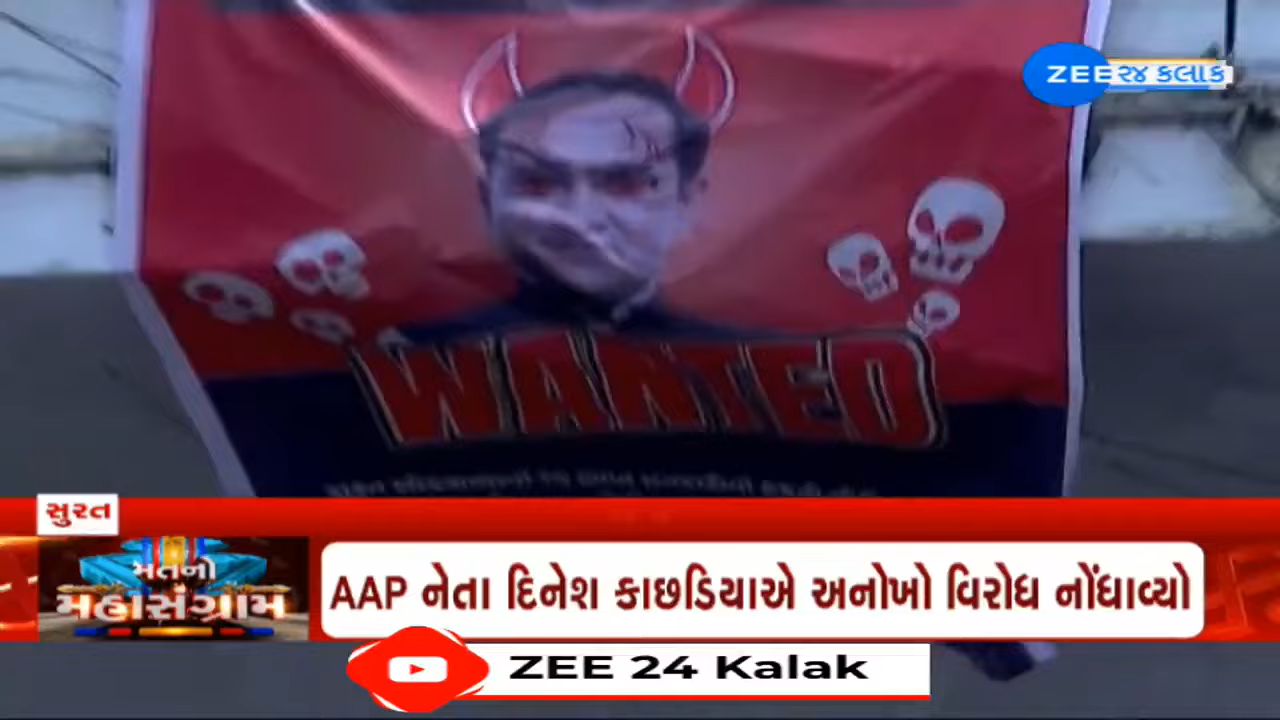 ZEE ૨૪ કલાક
WANTED
સુરત
મતનો
મહાસંગ્રામ
AAP નેતા દિનેશ કાછડિયાએ અનોખો વિરોધ નોંધાવ્યો
ZEE 24 Kalak